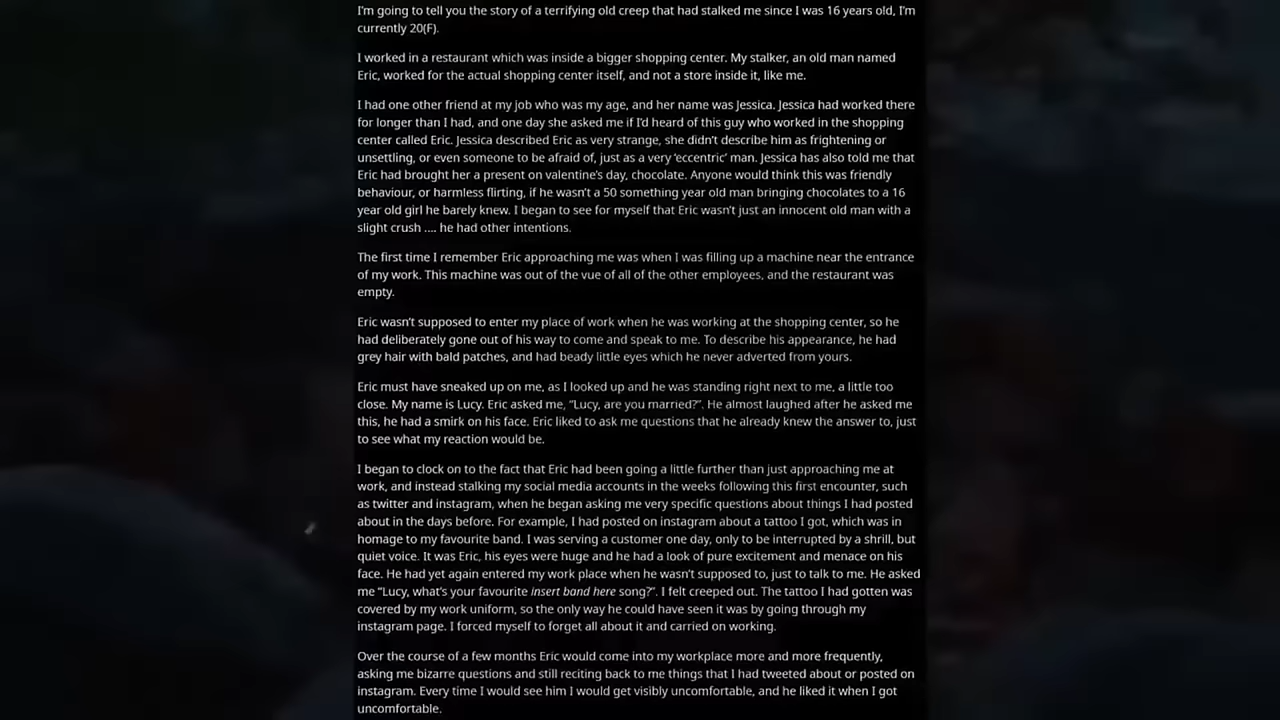 I'm going to tell you the story of a terrifying old creep that had stalked me since I was 16 years old, I'm
currently 20(F).
I worked in a restaurant which was inside a bigger shopping center. My stalker, an old man named
Eric, worked for the actual shopping center itself, and not a store inside it, like me.
I had one other friend at my job who was my age, and her name was Jessica. Jessica had worked there
for longer than I had, and one day she asked me if I'd heard of this guy who worked in the shopping
center called Eric. Jessica described Eric as very strange, she didn't describe him as frightening or
unsettling, or even someone to be afraid of, just as a very 'eccentric' man. Jessica has also told me that
Eric had brought her a present on valentine's day, chocolate. Anyone would think this was friendly
behaviour, or harmless flirting, if he wasn't a 50 something year old man bringing chocolates to a 16
year old girl he barely knew. I began to see for myself that Eric wasn't just an innocent old man with a
slight crush .... he had other intentions.
The first time I remember Eric approaching me was when I was filling up a machine near the entrance
of my work. This machine was out of the vue of all of the other employees, and the restaurant was
empty.
Eric wasn't supposed to enter my place of work when he was working at the shopping center, so he
had deliberately gone out of his way to come and speak to me. To describe his appearance, he had
grey hair with bald patches, and had beady little eyes which he never adverted from yours.
Eric must have sneaked up on me, as I looked up and he was standing right next to me, a little too
close. My name is Lucy. Eric asked me, "Lucy, are you married?". He almost laughed after he asked me
this, he had a smirk on his face. Eric liked to ask me questions that he already knew the answer to, just
to see what my reaction would be.
I began to clock on to the fact that Eric had been going a little further than just approaching me at
work, and instead stalking my social media accounts in the weeks following this first encounter, such
as twitter and instagram, when he began asking me very specific questions about things I had posted
about in the days before. For example, I had posted on instagram about a tattoo I got, which was in
homage to my favourite band. I was serving a customer one day, only to be interrupted by a shrill, but
quiet voice. It was Eric, his eyes were huge and he had a look of pure excitement and menace on his
face. He had yet again entered my work place when he wasn't supposed to, just to talk to me. He asked
me "Lucy, what's your favourite insert band here song?". I felt creeped out. The tattoo I had gotten was
covered by my work uniform, so the only way he could have seen it was by going through my
instagram page. I forced myself to forget all about it and carried on working.
Over the course of a few months Eric would come into my workplace more and more frequently,
asking me bizarre questions and still reciting back to me things that I had tweeted about or posted on
instagram. Every time I would see him I would get visibly uncomfortable, and he liked it when I got
uncomfortable.